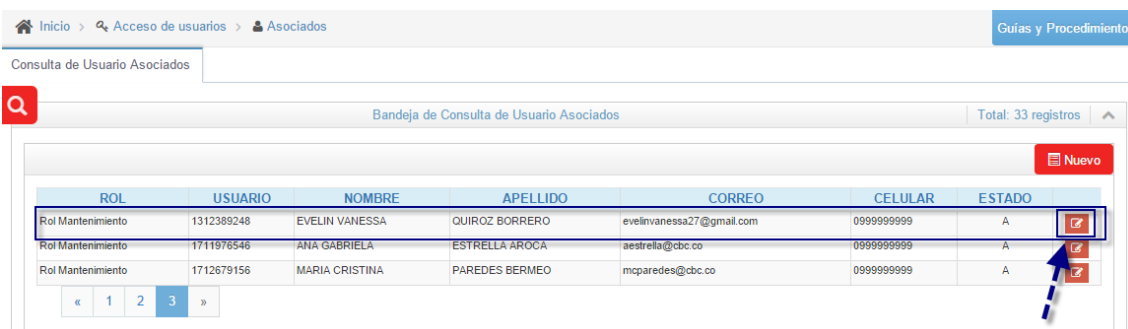 Inicio > Acceso de usuarios > Asociados
Guías y Procedimiento
Consulta de Usuario Asociados
Bandeja de Consulta de Usuario Asociados Total: 33 registros
Nuevo
ROL USUARIO NOMBRE APELLIDO CORREO CELULAR ESTADO
Rol Mantenimiento 1312389248 EVELIN VANESSA QUIROZ BORRERO evelinvanessa27@gmail.com 0999999999 A
Rol Mantenimiento 1711976546 ANA GABRIELA ESTRELLA AROCA aestrella@cbc.co 0999999999 A
Rol Mantenimiento 1712679156 MARIA CRISTINA PAREDES BERMEO mcparedes@cbc.co 0999999999 A
« 1 2 3 »